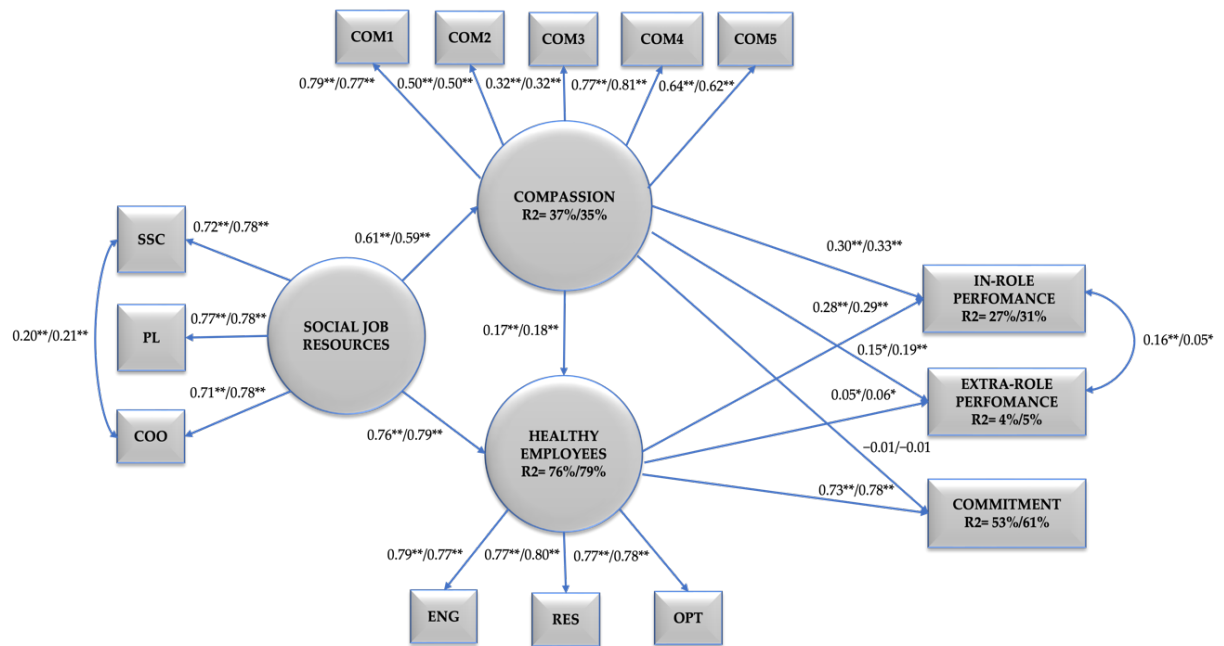 COM1
COM2
COM3
COM4
COM5
0.79**/0.77**
0.50**/0.50**
0.32**/0.32**
0.77**/0.81**
0.64**/0.62**
COMPASSION
R2= 37%/35%
SSC
0.72**/0.78**
0.61**/0.59**
0.30**/0.33**
IN-ROLE
PERFOMANCE
R2= 27%/31%
0.28**/0.29**
PL
0.77**/0.78**
SOCIAL JOB
RESOURCES
0.20**/0.21**
0.17**/0.18**
0.15*/0.19**
0.16**/0.05*
0.71**/0.78**
0.05*/0.06*
EXTRA-ROLE
PERFOMANCE
R2= 4%/5%
COO
0.76**/0.79**
HEALTHY
EMPLOYEES
R2= 76%/79%
−0.01/−0.01
0.73**/0.78**
COMMITMENT
R2= 53%/61%
0.79**/0.77**
0.77**/0.80**
0.77**/0.78**
ENG
RES
OPT